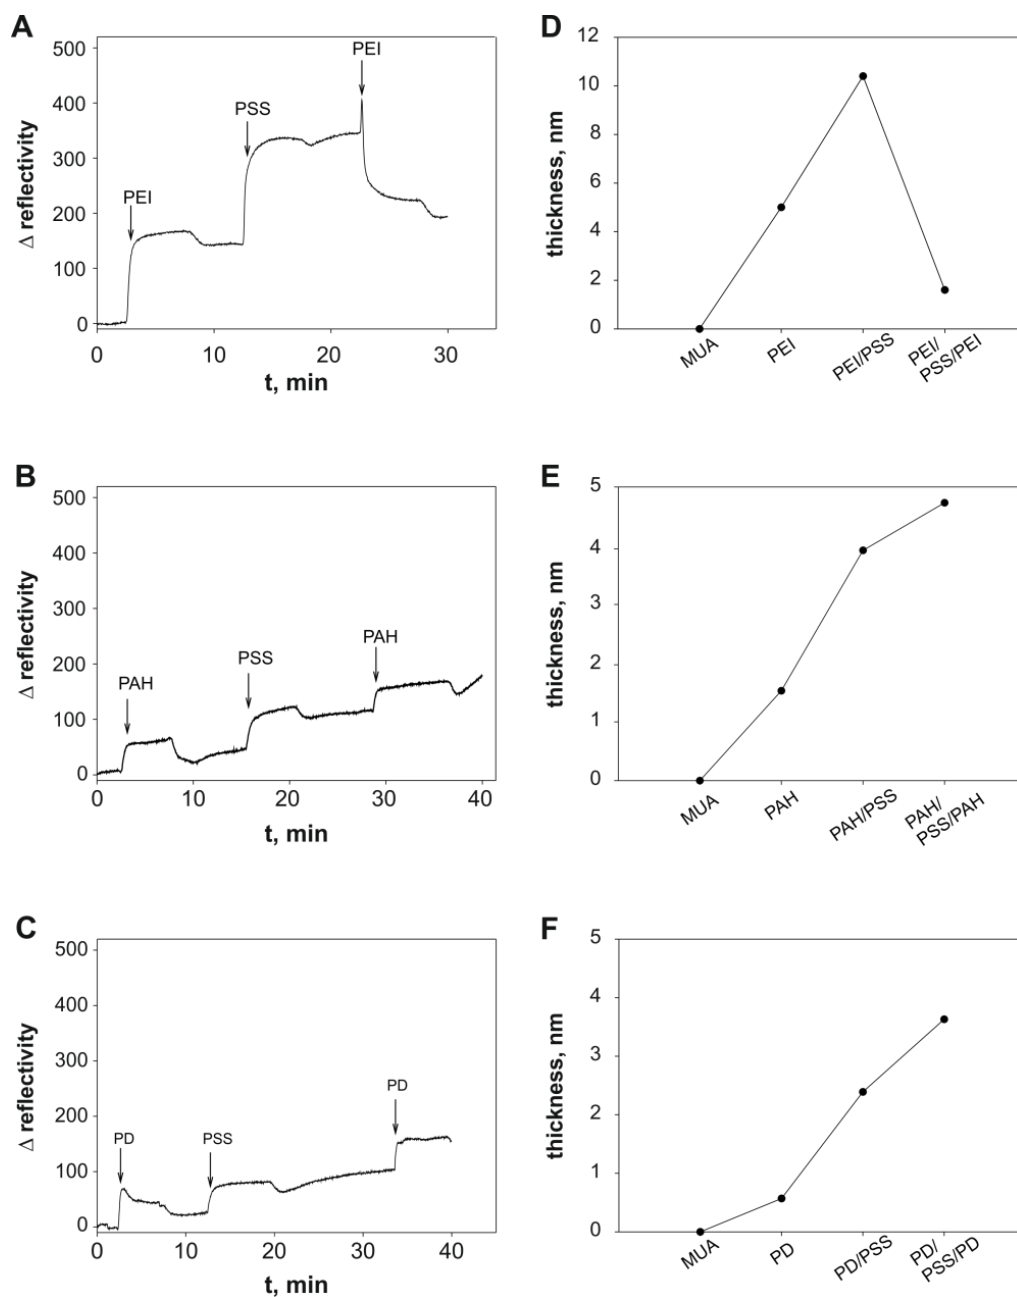 A
500
400
300
200
100
0
Δ reflectivity
PEI
PSS
PEI
0 10 20 30
t, min
D
12
10
8
6
4
2
0
thickness, nm
MUA
PEI
PEI/PSS
PEI/
PSS/PEI
B
500
400
300
200
100
0
Δ reflectivity
PAH
PSS
PAH
0 10 20 30 40
t, min
E
5
4
3
2
1
0
thickness, nm
MUA
PAH
PAH/PSS
PAH/
PSS/PAH
C
500
400
300
200
100
0
Δ reflectivity
PD
PSS
PD
0 10 20 30 40
t, min
F
5
4
3
2
1
0
thickness, nm
MUA
PD
PD/PSS
PD/
PSS/PD